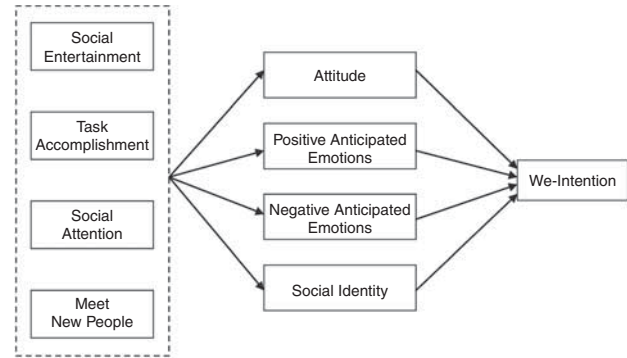 Social
Entertainment
Task
Accomplishment
Social
Attention
Meet
New People
Attitude
Positive Anticipated
Emotions
Negative Anticipated
Emotions
Social Identity
We-Intention